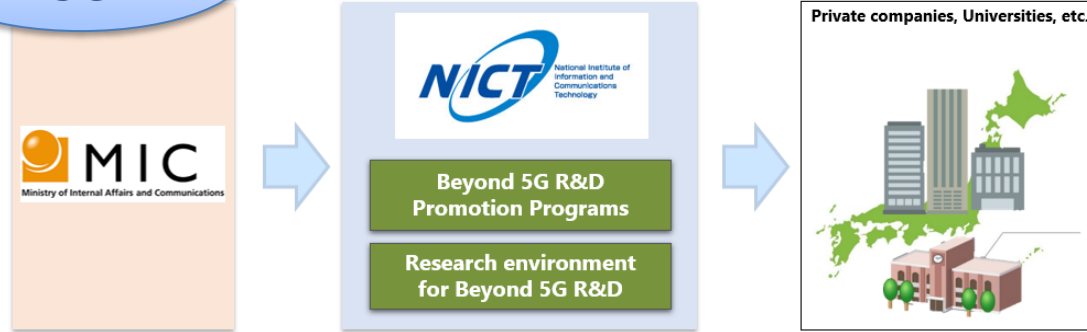 MIC
Ministry of Internal Affairs and Communications
NICT
National Institute of
Information and
Communications
Technology
Beyond 5G R&D
Promotion Programs
Research environment
for Beyond 5G R&D
Private companies, Universities, etc.